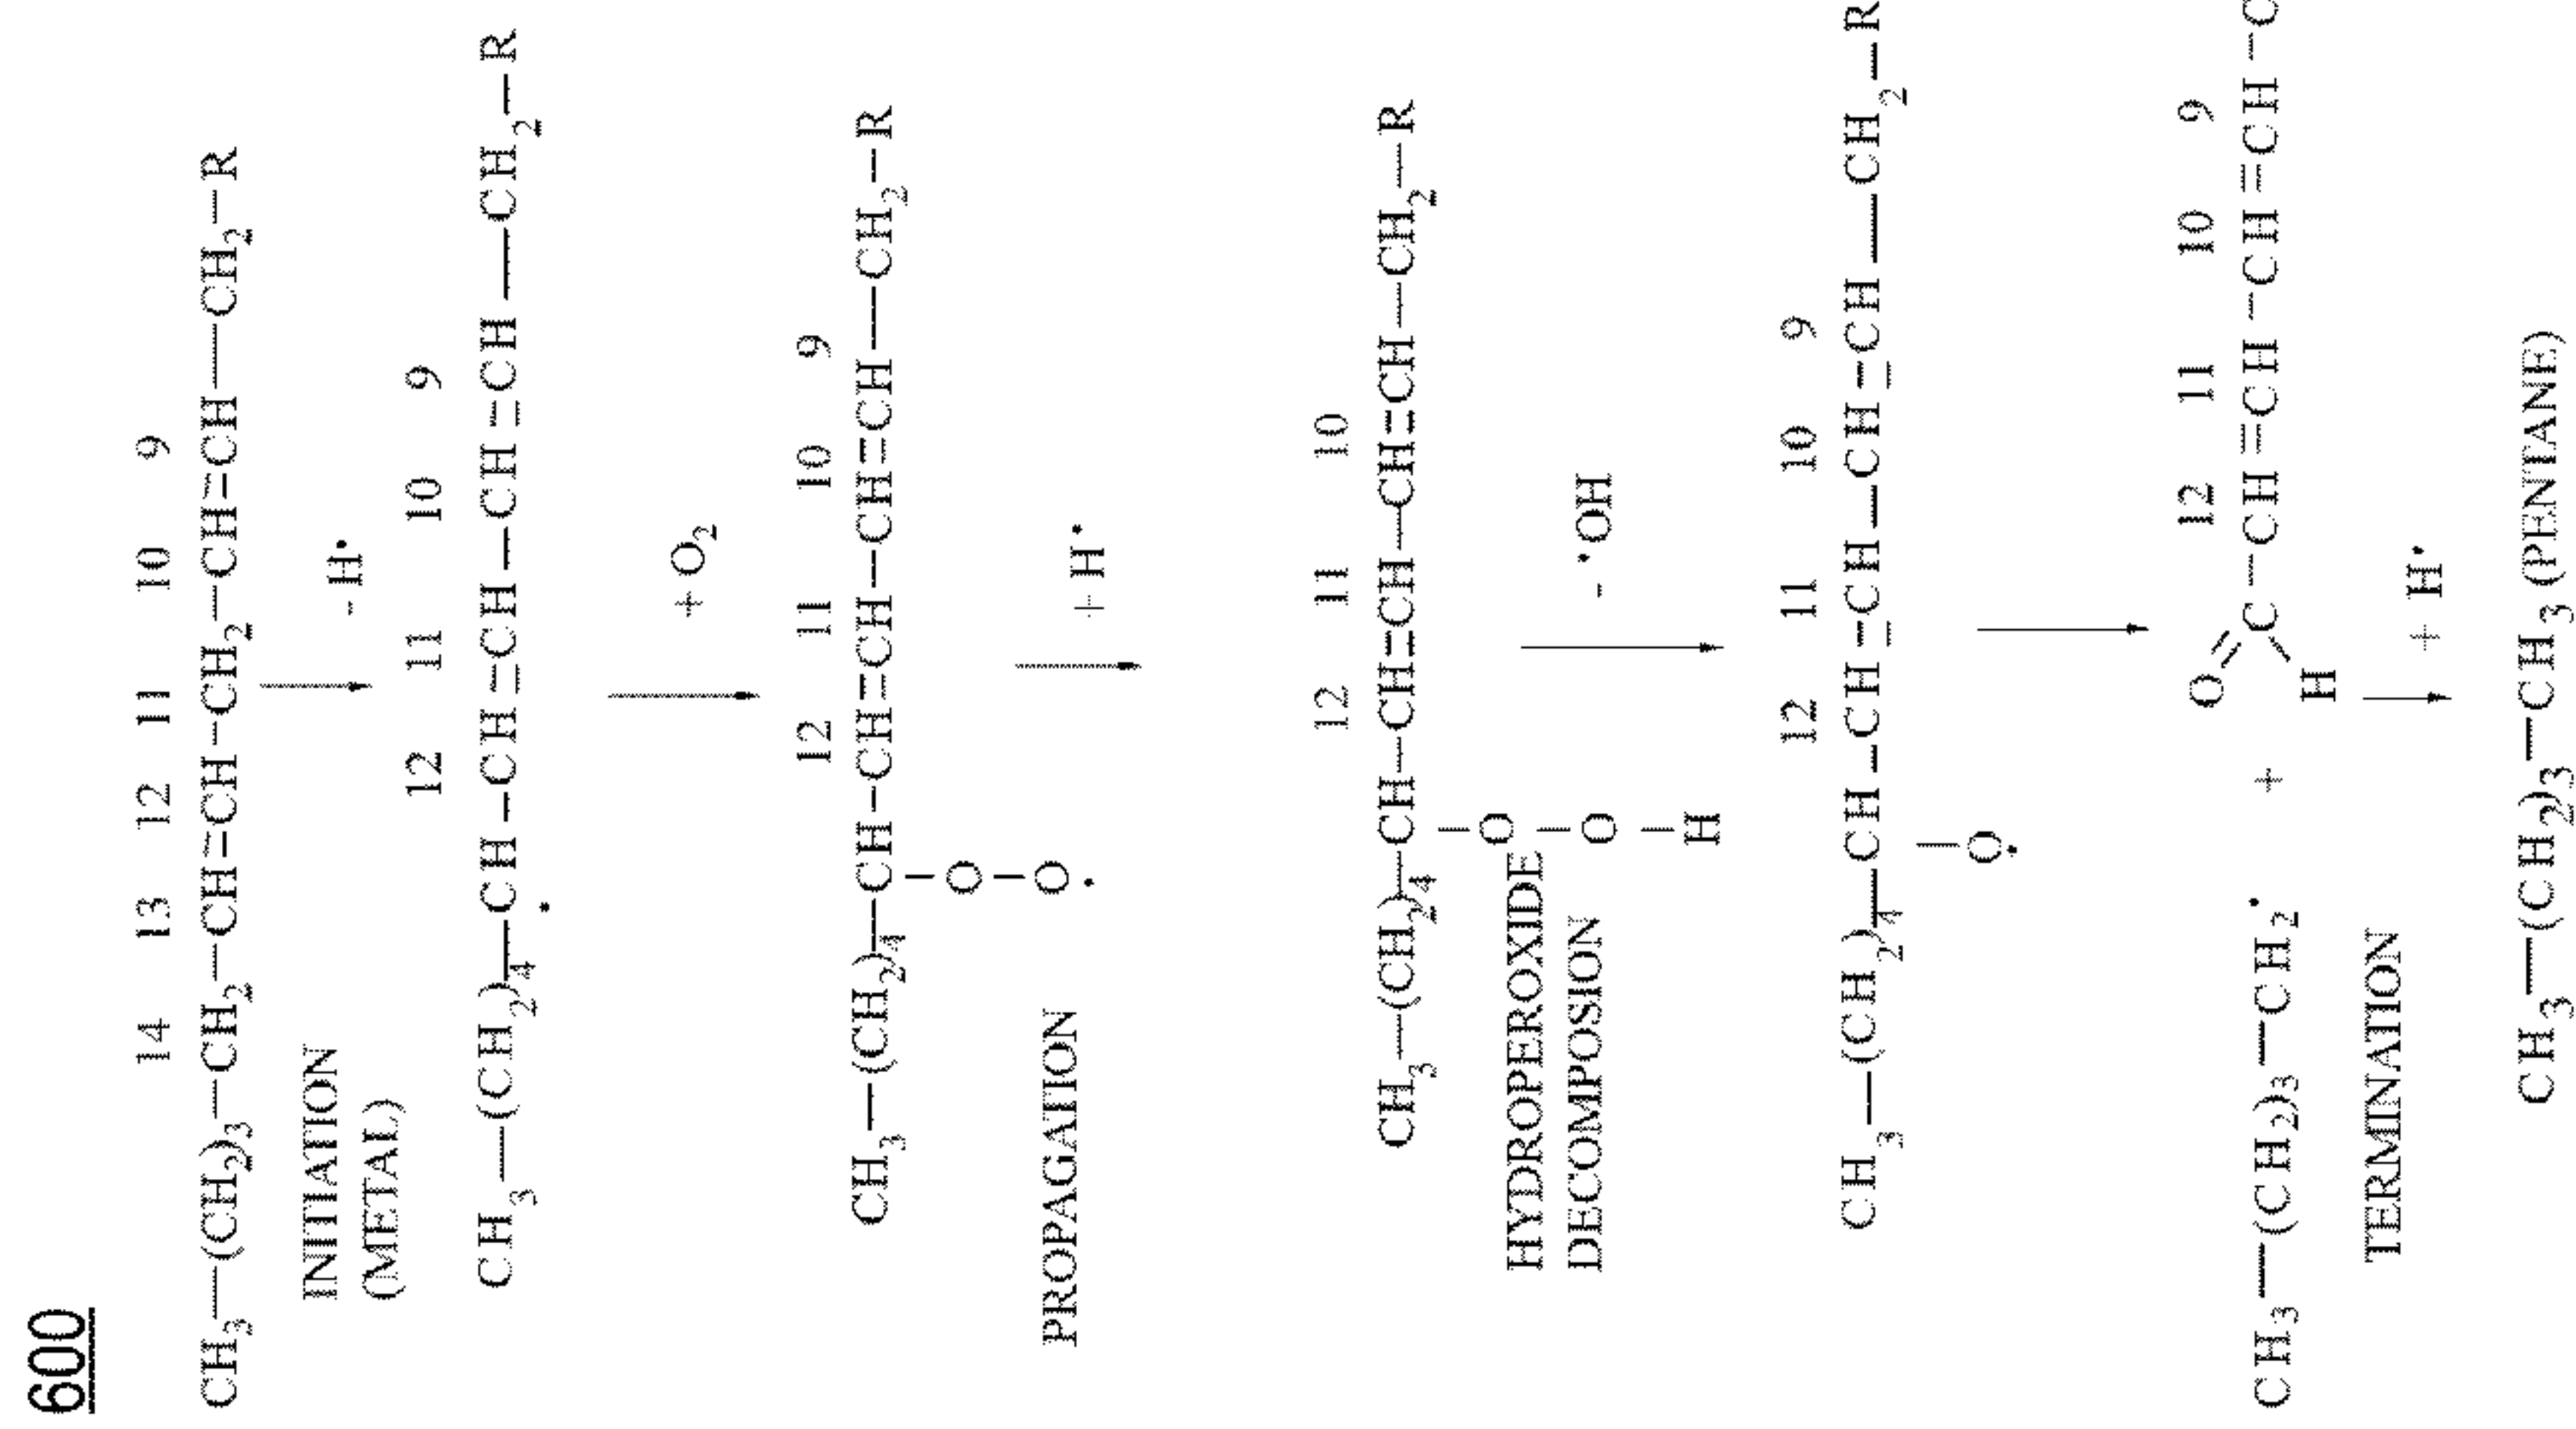 600
14 13 12 11 10 9
CH3—(CH2)3—CH2—CH=CH—CH2—CH2—CH=CH—CH2—R
INITIATION
(METAL)
- H•
12 11 10 9
CH3—(CH2)4—CH—CH—CH=CH—CH=CH—CH2—R
•
+ O2
12 11 10 9
CH3—(CH2)4—CH—CH=CH—CH=CH—CH2—R
O
O•
PROPAGATION
+ H•
12 11 10
CH3—(CH2)4—CH—CH=CH—CH=CH—CH2—R
O
O
H
HYDROPEROXIDE
DECOMPOSION
- •OH
12 11 10 9
CH3—(CH2)4—CH—CH=CH—CH=CH—CH2—R
O•
12 11 10 9
CH3—(CH2)3—CH2• + O=C—CH=CH—CH=CH—C
H
TERMINATION
+ H•
CH3—(CH2)3—CH3 (PENTANE)